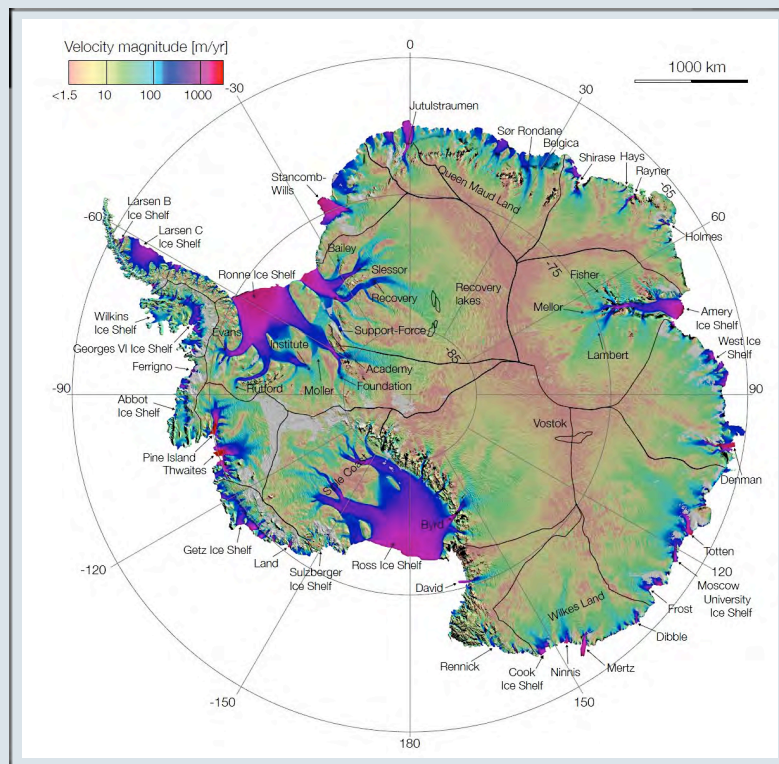 Velocity magnitude [m/yr]
<1.5 10 100 1000
1000 km
0
30
-65
60
-75
-85
90
120
150
180
-150
-120
-90
-60
-30
Jutulstraumen
Sør Rondane
Belgica
Shirase
Hays
Rayner
Holmes
Queen Maud Land
Stancomb-
Wills
Larsen B
Ice Shelf
Larsen C
Ice Shelf
Bailey
Ronne Ice Shelf
Slessor
Recovery
Recovery
lakes
Fisher
Mellor
Amery
Ice Shelf
Lambert
West Ice
Shelf
Wilkins
Ice Shelf
Georges VI Ice Shelf
Evans
Support-Force
Institute
Ferrigno
Rutford
Moller
Academy
Foundation
Abbot
Ice Shelf
Vostok
Pine Island
Thwaites
Siple Coast
Denman
Byrd
Getz Ice Shelf
Land
Sulzberger
Ice Shelf
Ross Ice Shelf
David
Totten
Moscow
University
Ice Shelf
Frost
Dibble
Wilkes Land
Rennick
Cook
Ice Shelf
Ninnis
Mertz